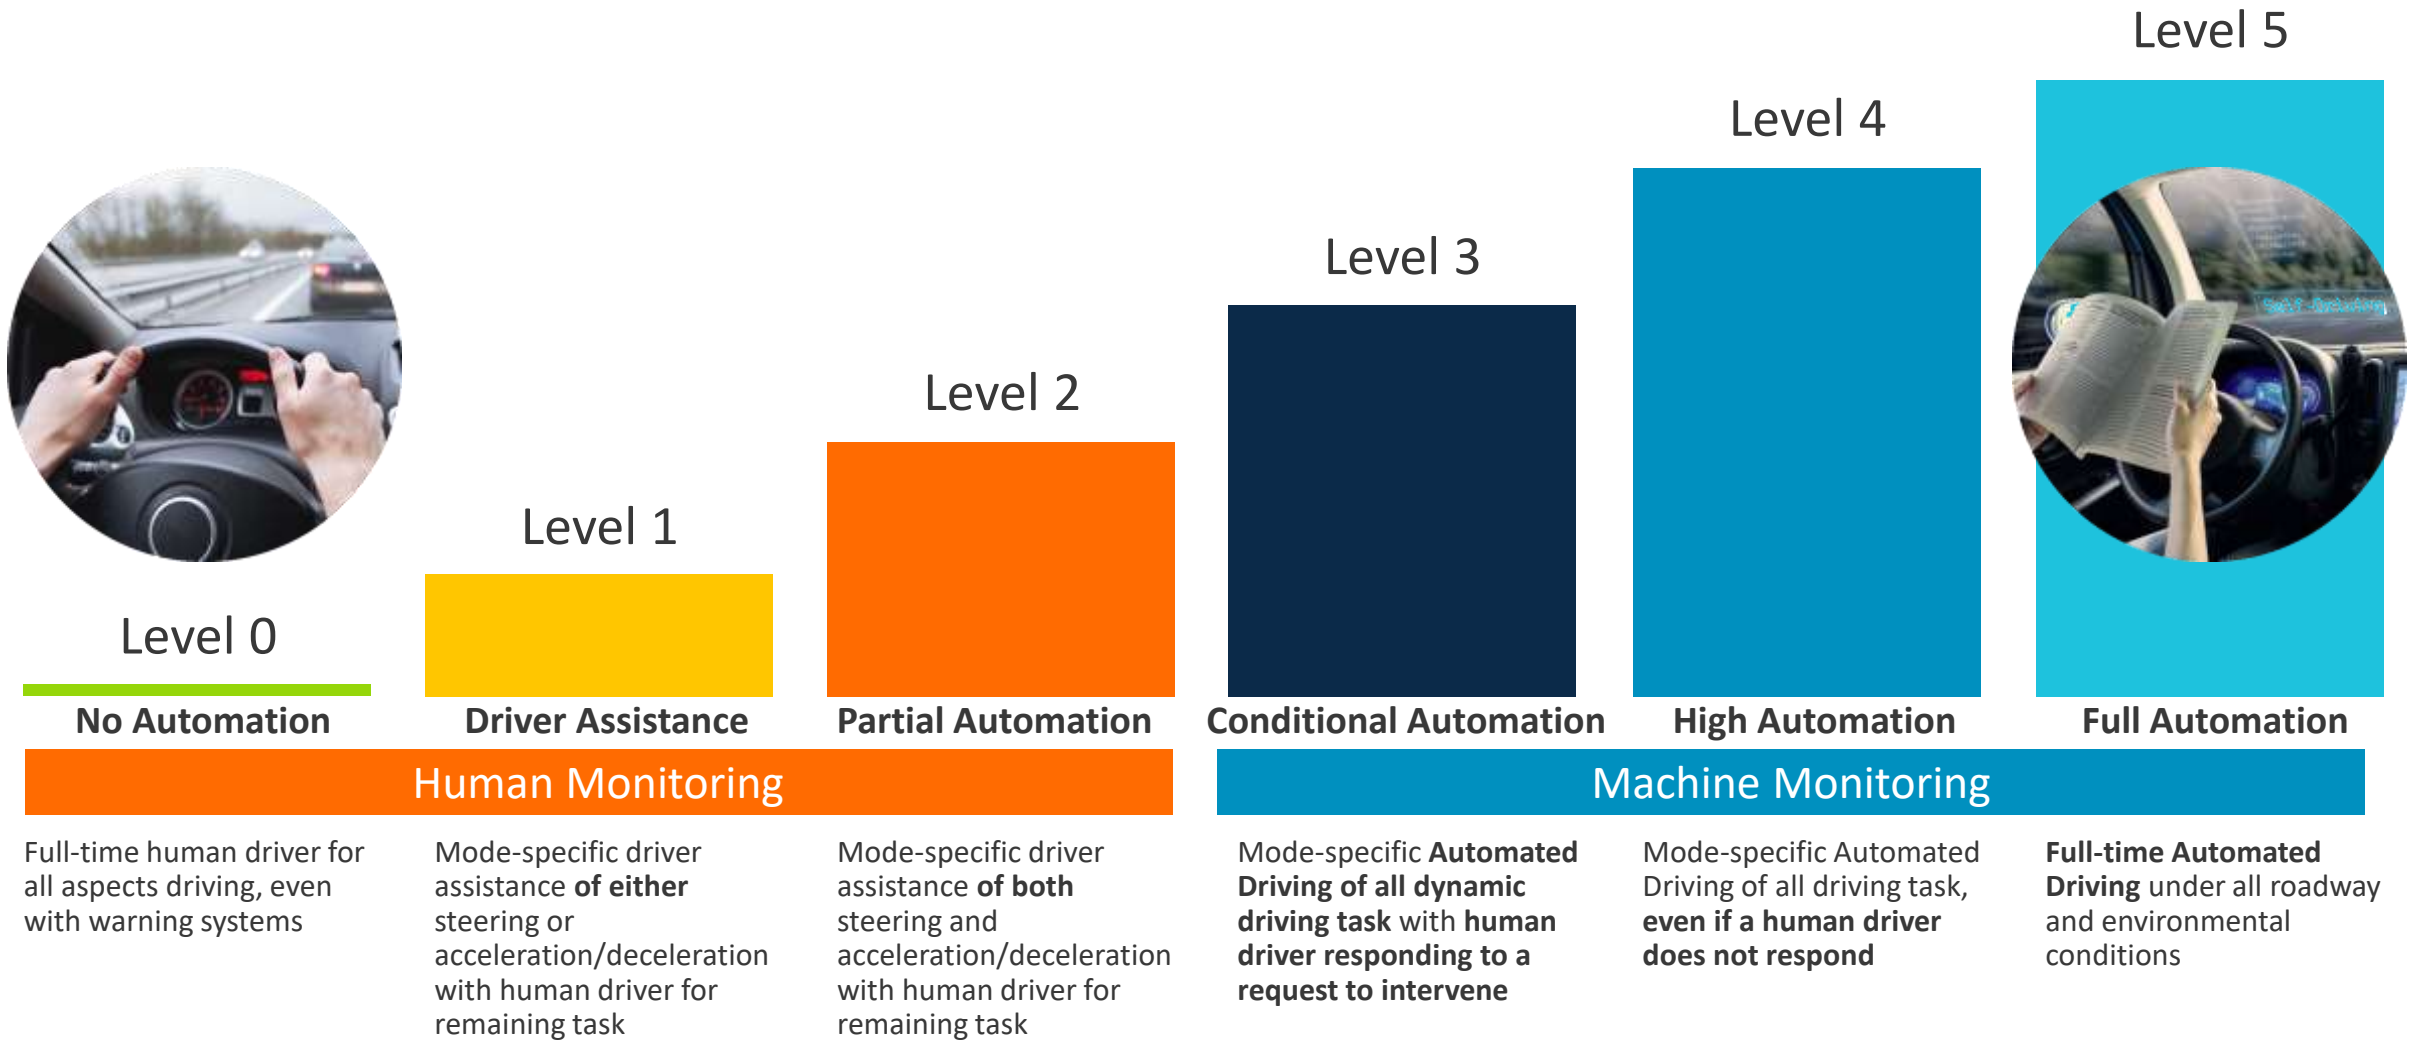 Level 5
Level 4
Level 3
Level 2
Level 1
Level 0
No Automation
Driver Assistance
Partial Automation
Conditional Automation
High Automation
Full Automation
Human Monitoring
Machine Monitoring
Full-time human driver for
all aspects driving, even
with warning systems
Mode-specific driver
assistance of either
steering or
acceleration/deceleration
with human driver for
remaining task
Mode-specific driver
assistance of both
steering and
acceleration/deceleration
with human driver for
remaining task
Mode-specific Automated
Driving of all dynamic
driving task with human
driver responding to a
request to intervene
Mode-specific Automated
Driving of all driving task,
even if a human driver
does not respond
Full-time Automated
Driving under all roadway
and environmental
conditions
Self-Driving